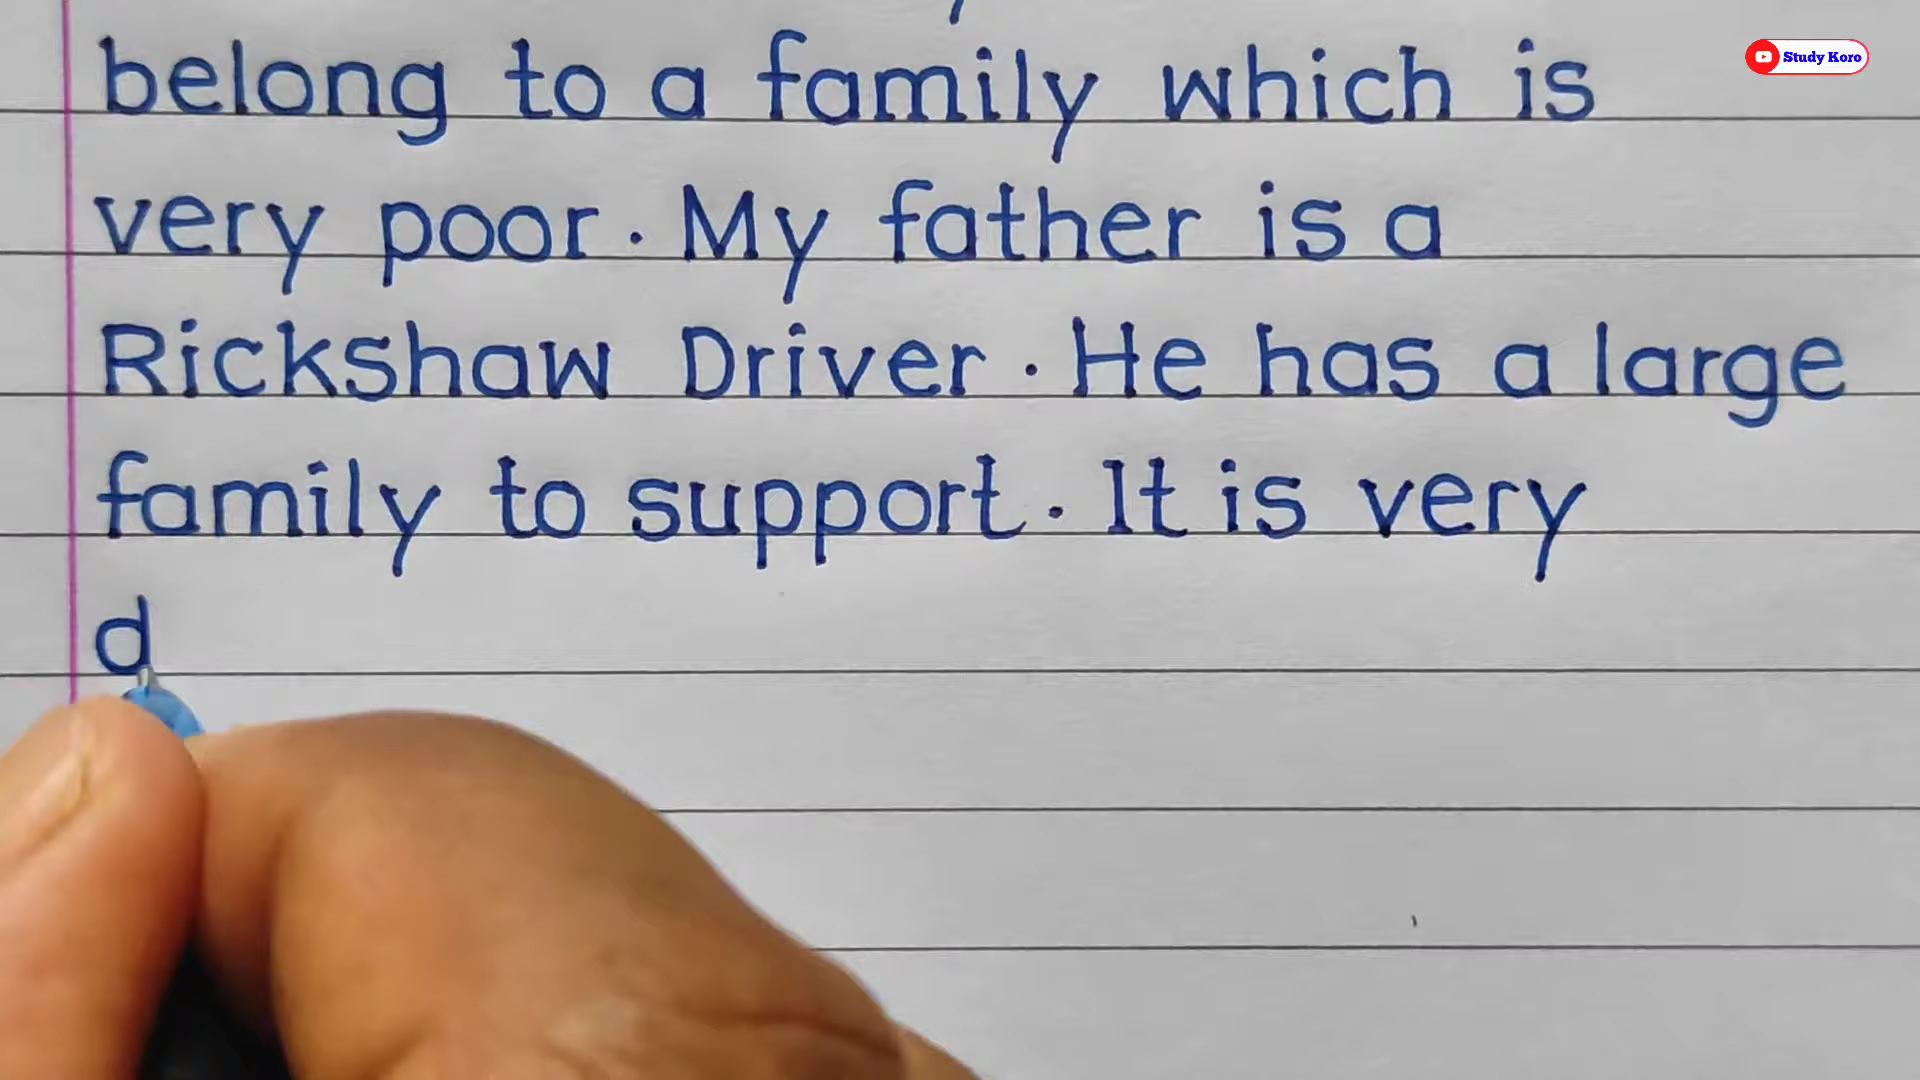 Study Koro
belong to a family which is
very poor. My father is a
Rickshaw Driver. He has a large
family to support. It is very
d